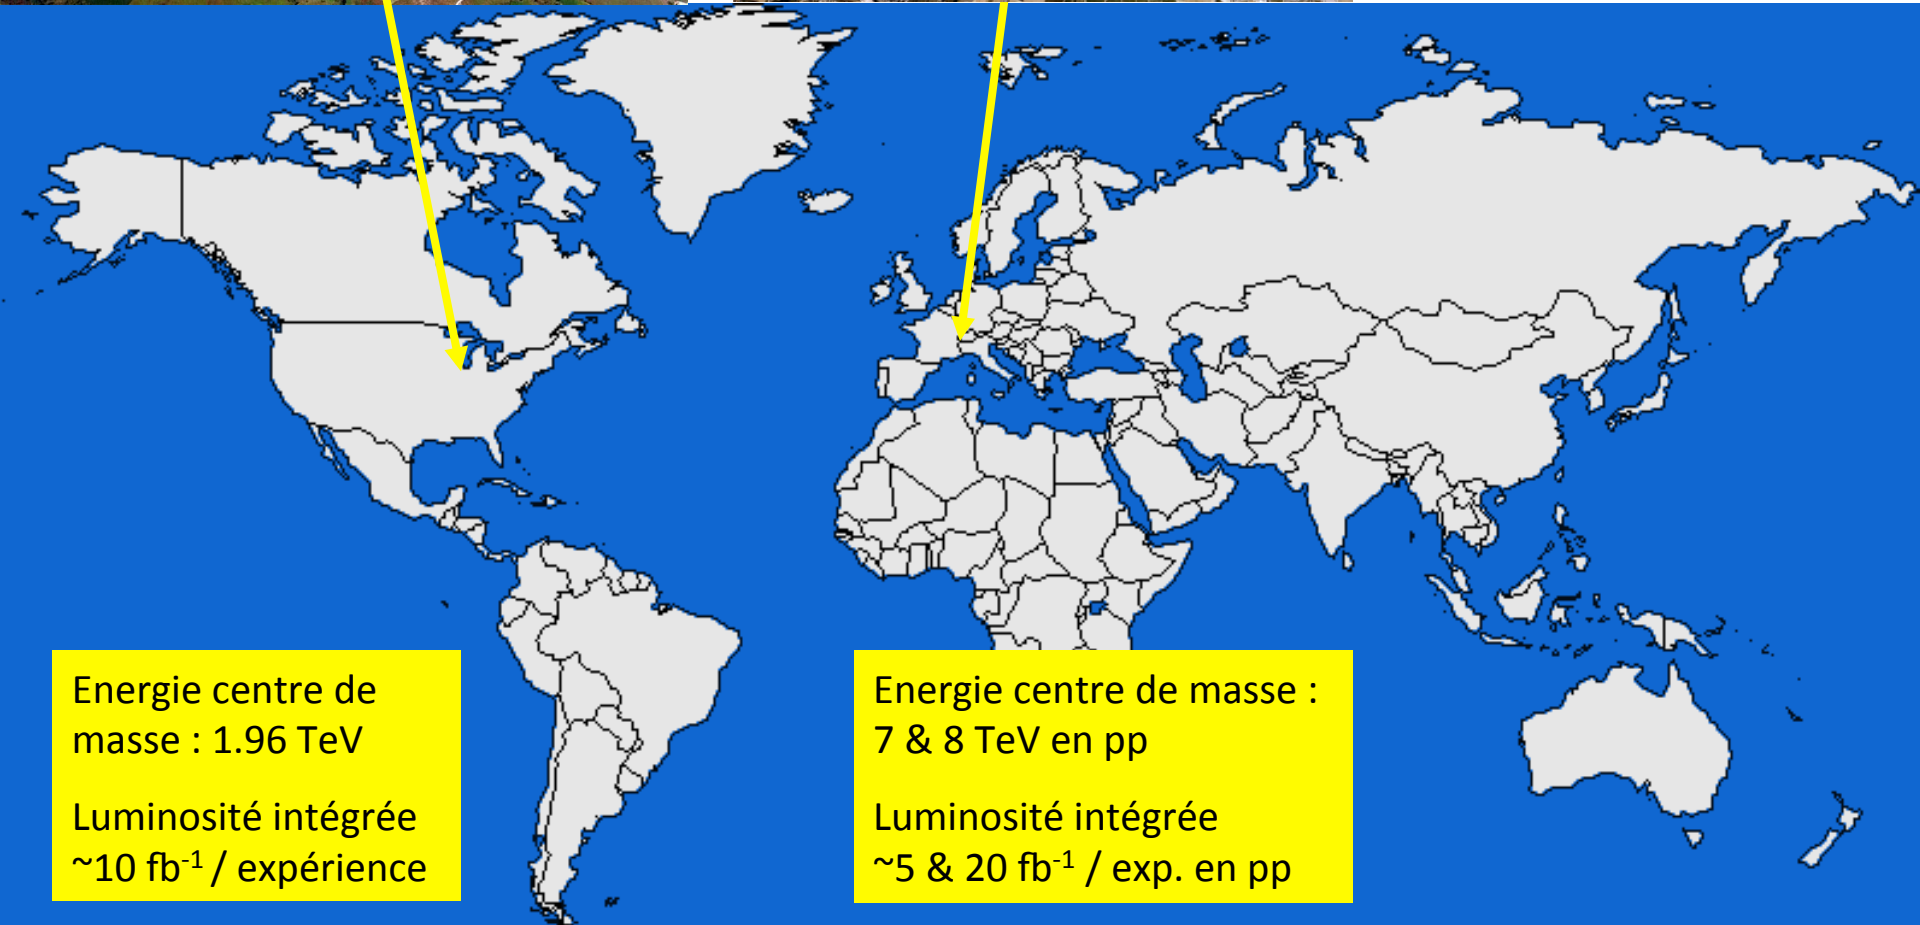 Energie centre de
masse : 1.96 TeV
Luminosité intégrée
~10 fb⁻¹ / expérience
Energie centre de masse :
7 & 8 TeV en pp
Luminosité intégrée
~5 & 20 fb⁻¹ / exp. en pp